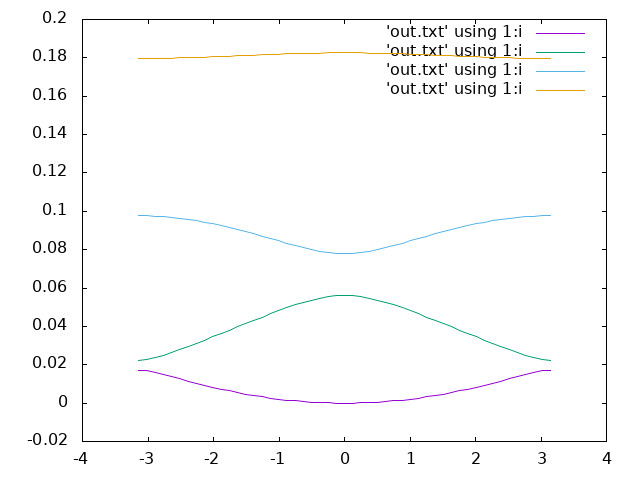 0.2
'out.txt' using 1:i
'out.txt' using 1:i
0.18
'out.txt' using 1:i
'out.txt' using 1:i
0.16
0.14
0.12
0.1
0.08
0.06
0.04
0.02
0
-0.02
-4 -3 -2 -1 0 1 2 3 4